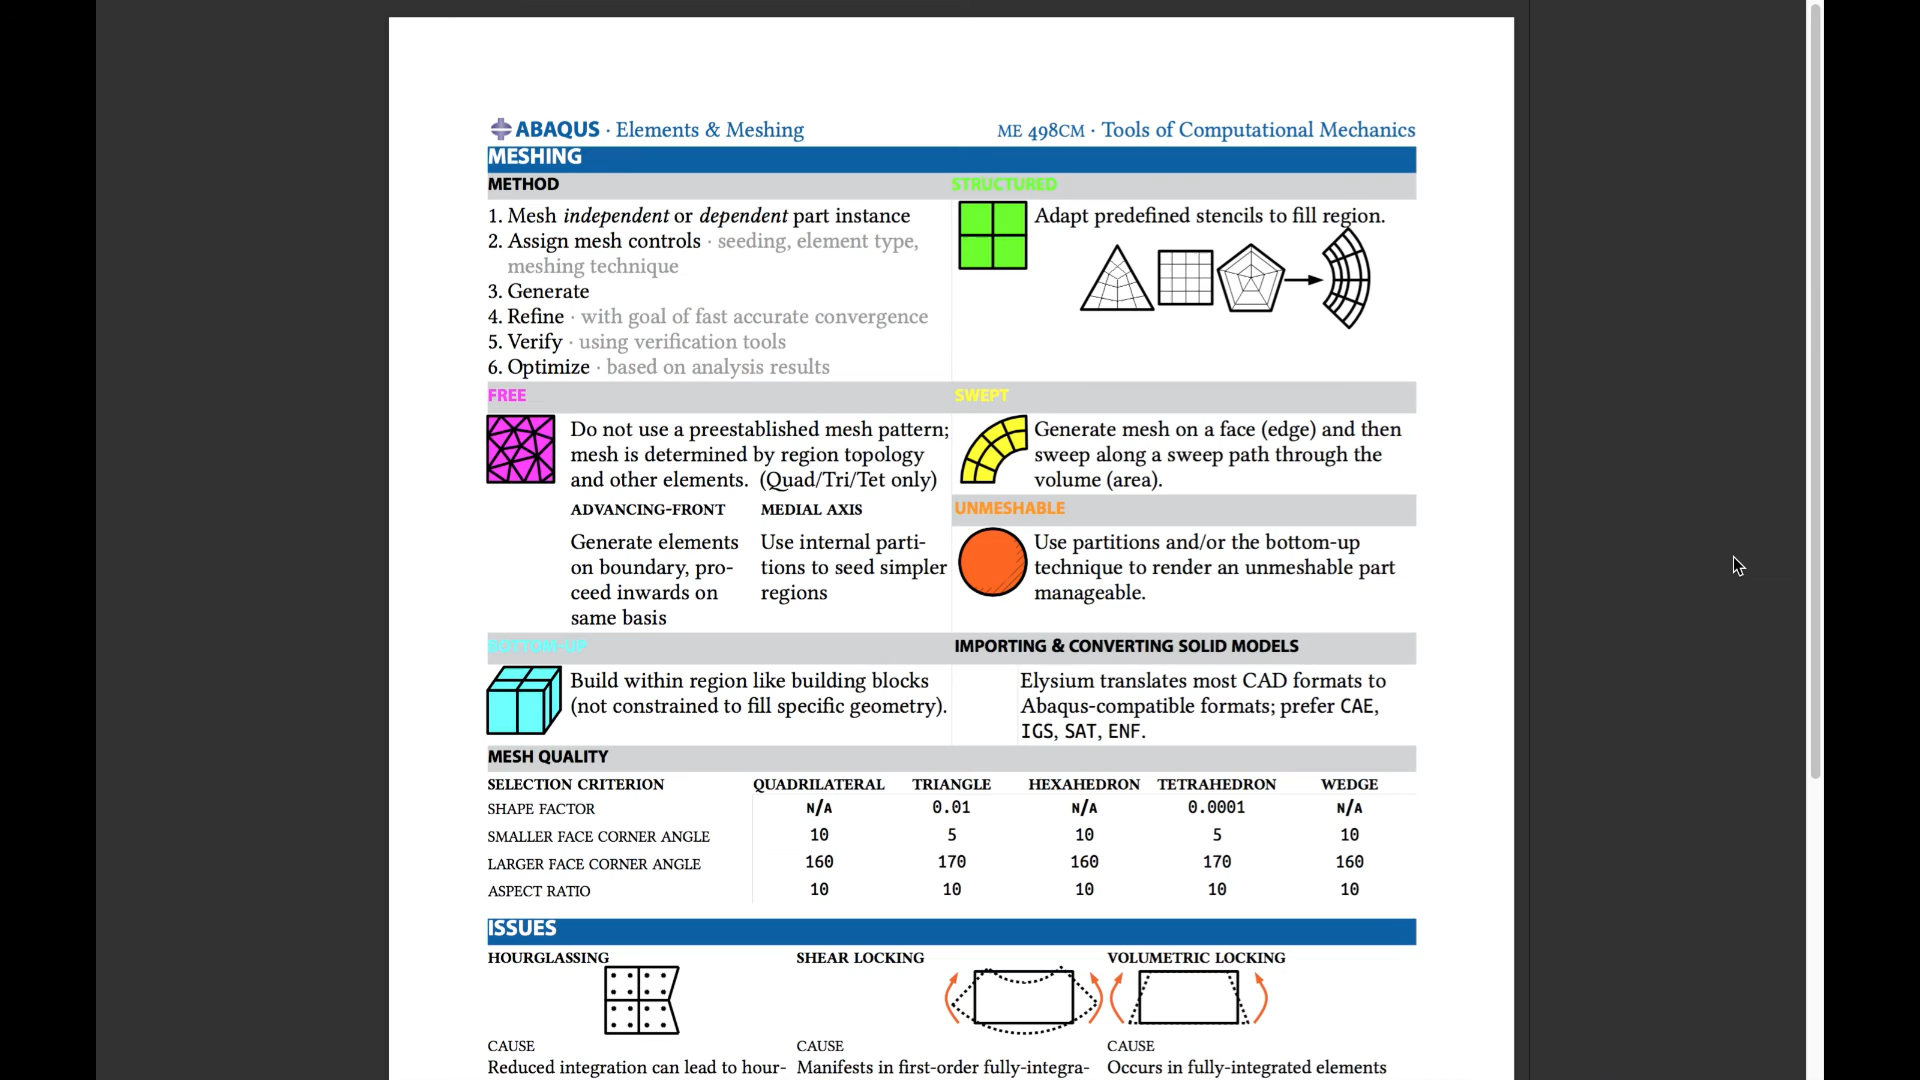 ABAQUS · Elements & Meshing
ME 498CM · Tools of Computational Mechanics
MESHING
METHOD
1. Mesh independent or dependent part instance
2. Assign mesh controls · seeding, element type,
meshing technique
3. Generate
4. Refine · with goal of fast accurate convergence
5. Verify · using verification tools
6. Optimize · based on analysis results
STRUCTURED
Adapt predefined stencils to fill region.
FREE
Do not use a preestablished mesh pattern;
mesh is determined by region topology
and other elements. (Quad/Tri/Tet only)
ADVANCING-FRONT
Generate elements
on boundary, pro-
ceed inwards on
same basis
MEDIAL AXIS
Use internal parti-
tions to seed simpler
regions
SWEPT
Generate mesh on a face (edge) and then
sweep along a sweep path through the
volume (area).
UNMESHABLE
Use partitions and/or the bottom-up
technique to render an unmeshable part
manageable.
BOTTOM-UP
Build within region like building blocks
(not constrained to fill specific geometry).
IMPORTING & CONVERTING SOLID MODELS
Elysium translates most CAD formats to
Abaqus-compatible formats; prefer CAE,
IGS, SAT, ENF.
MESH QUALITY
SELECTION CRITERION QUADRILATERAL TRIANGLE HEXAHEDRON TETRAHEDRON WEDGE
SHAPE FACTOR N/A 0.01 N/A 0.0001 N/A
SMALLER FACE CORNER ANGLE 10 5 10 5 10
LARGER FACE CORNER ANGLE 160 170 160 170 160
ASPECT RATIO 10 10 10 10 10
ISSUES
HOURGLASSING
CAUSE
Reduced integration can lead to hour-
SHEAR LOCKING
CAUSE
Manifests in first-order fully-integra-
VOLUMETRIC LOCKING
CAUSE
Occurs in fully-integrated elements